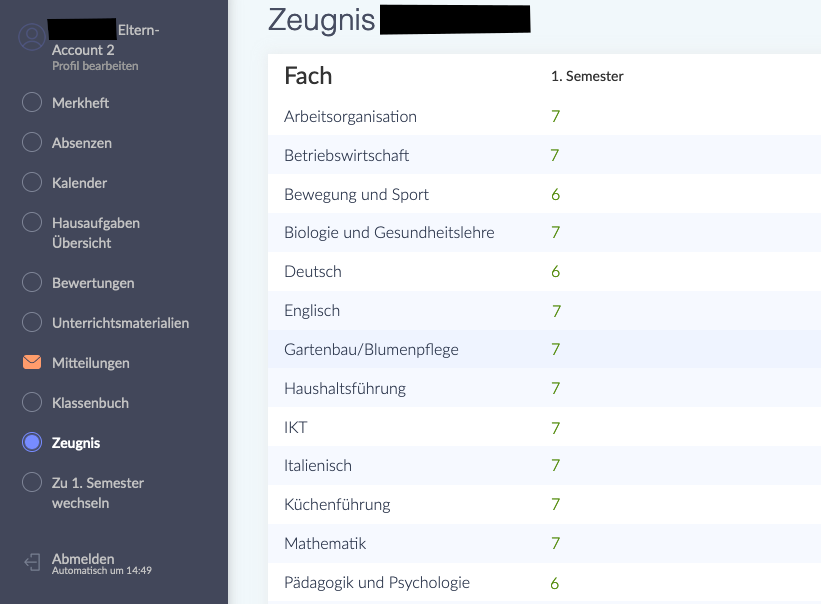 Eltern-
Account 2
Profil bearbeiten
Merkheft
Absenzen
Kalender
Hausaufgaben
Übersicht
Bewertungen
Unterrichtsmaterialien
Mitteilungen
Klassenbuch
Zeugnis
Zu 1. Semester
wechseln
Abmelden
Automatisch um 14:49
Zeugnis
Fach 1. Semester
Arbeitsorganisation 7
Betriebswirtschaft 7
Bewegung und Sport 6
Biologie und Gesundheitslehre 7
Deutsch 6
Englisch 7
Gartenbau/Blumenpflege 7
Haushaltsführung 7
IKT 7
Italienisch 7
Küchenführung 7
Mathematik 7
Pädagogik und Psychologie 6